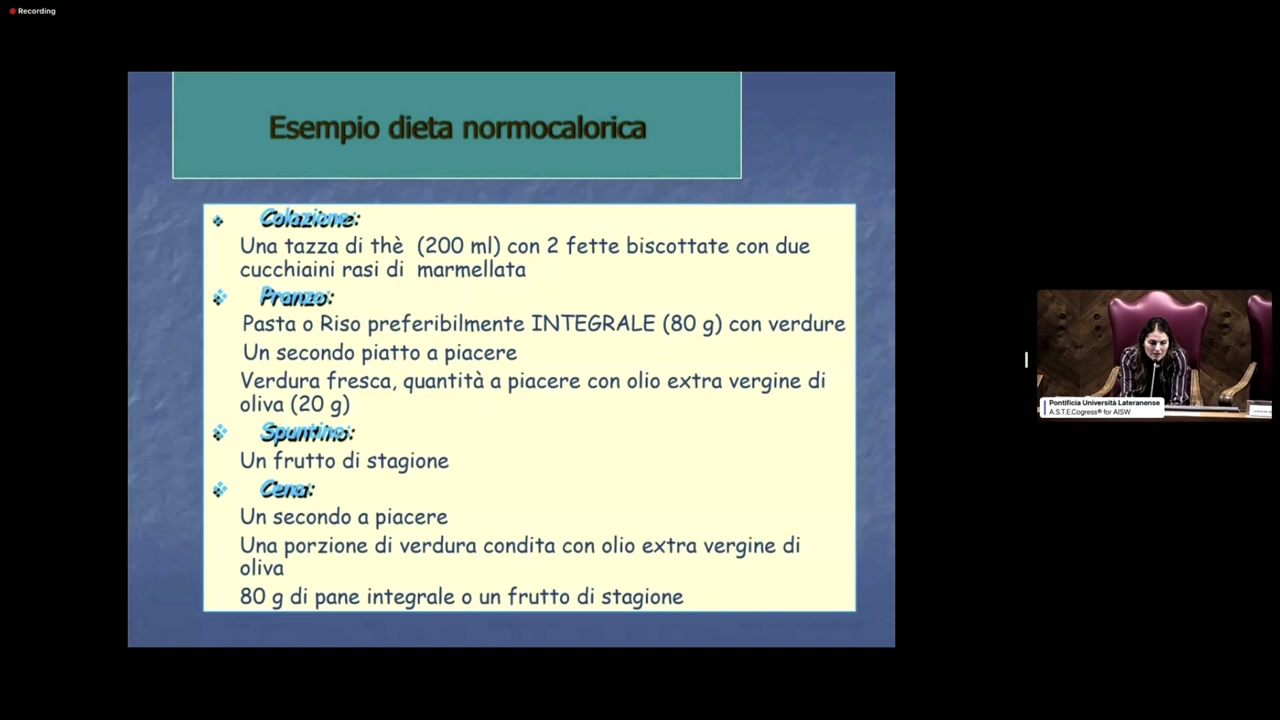 Recording
Esempio dieta normocalorica
Colazione:
Una tazza di thè (200 ml) con 2 fette biscottate con due
cucchiaini rasi di marmellata
Pranzo:
Pasta o Riso preferibilmente INTEGRALE (80 g) con verdure
Un secondo piatto a piacere
Verdura fresca, quantità a piacere con olio extra vergine di
oliva (20 g)
Spuntino:
Un frutto di stagione
Cena:
Un secondo a piacere
Una porzione di verdura condita con olio extra vergine di
oliva
80 g di pane integrale o un frutto di stagione
Pontificia Università Lateranense
A.S.T.E.Cogress® for AISW